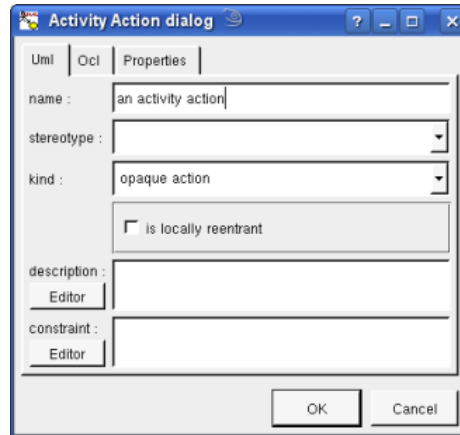 Activity Action dialog
Uml Ocl Properties
name : an activity action
stereotype :
kind : opaque action
is locally reentrant
description :
Editor
constraint :
Editor
OK Cancel